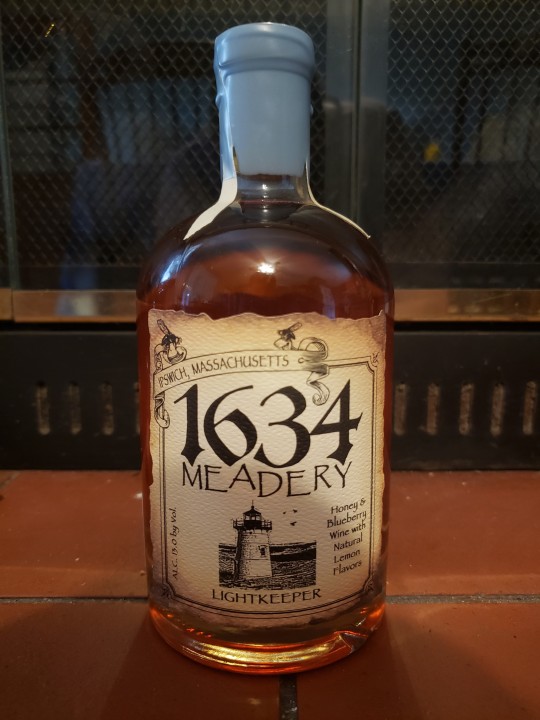 IPSWICH, MASSACHUSETTS
1634
MEADERY
Honey &
Blueberry
Wine with
Natural
Lemon
Flavors
Alc. 13.0 by Vol.
LIGHTKEEPER